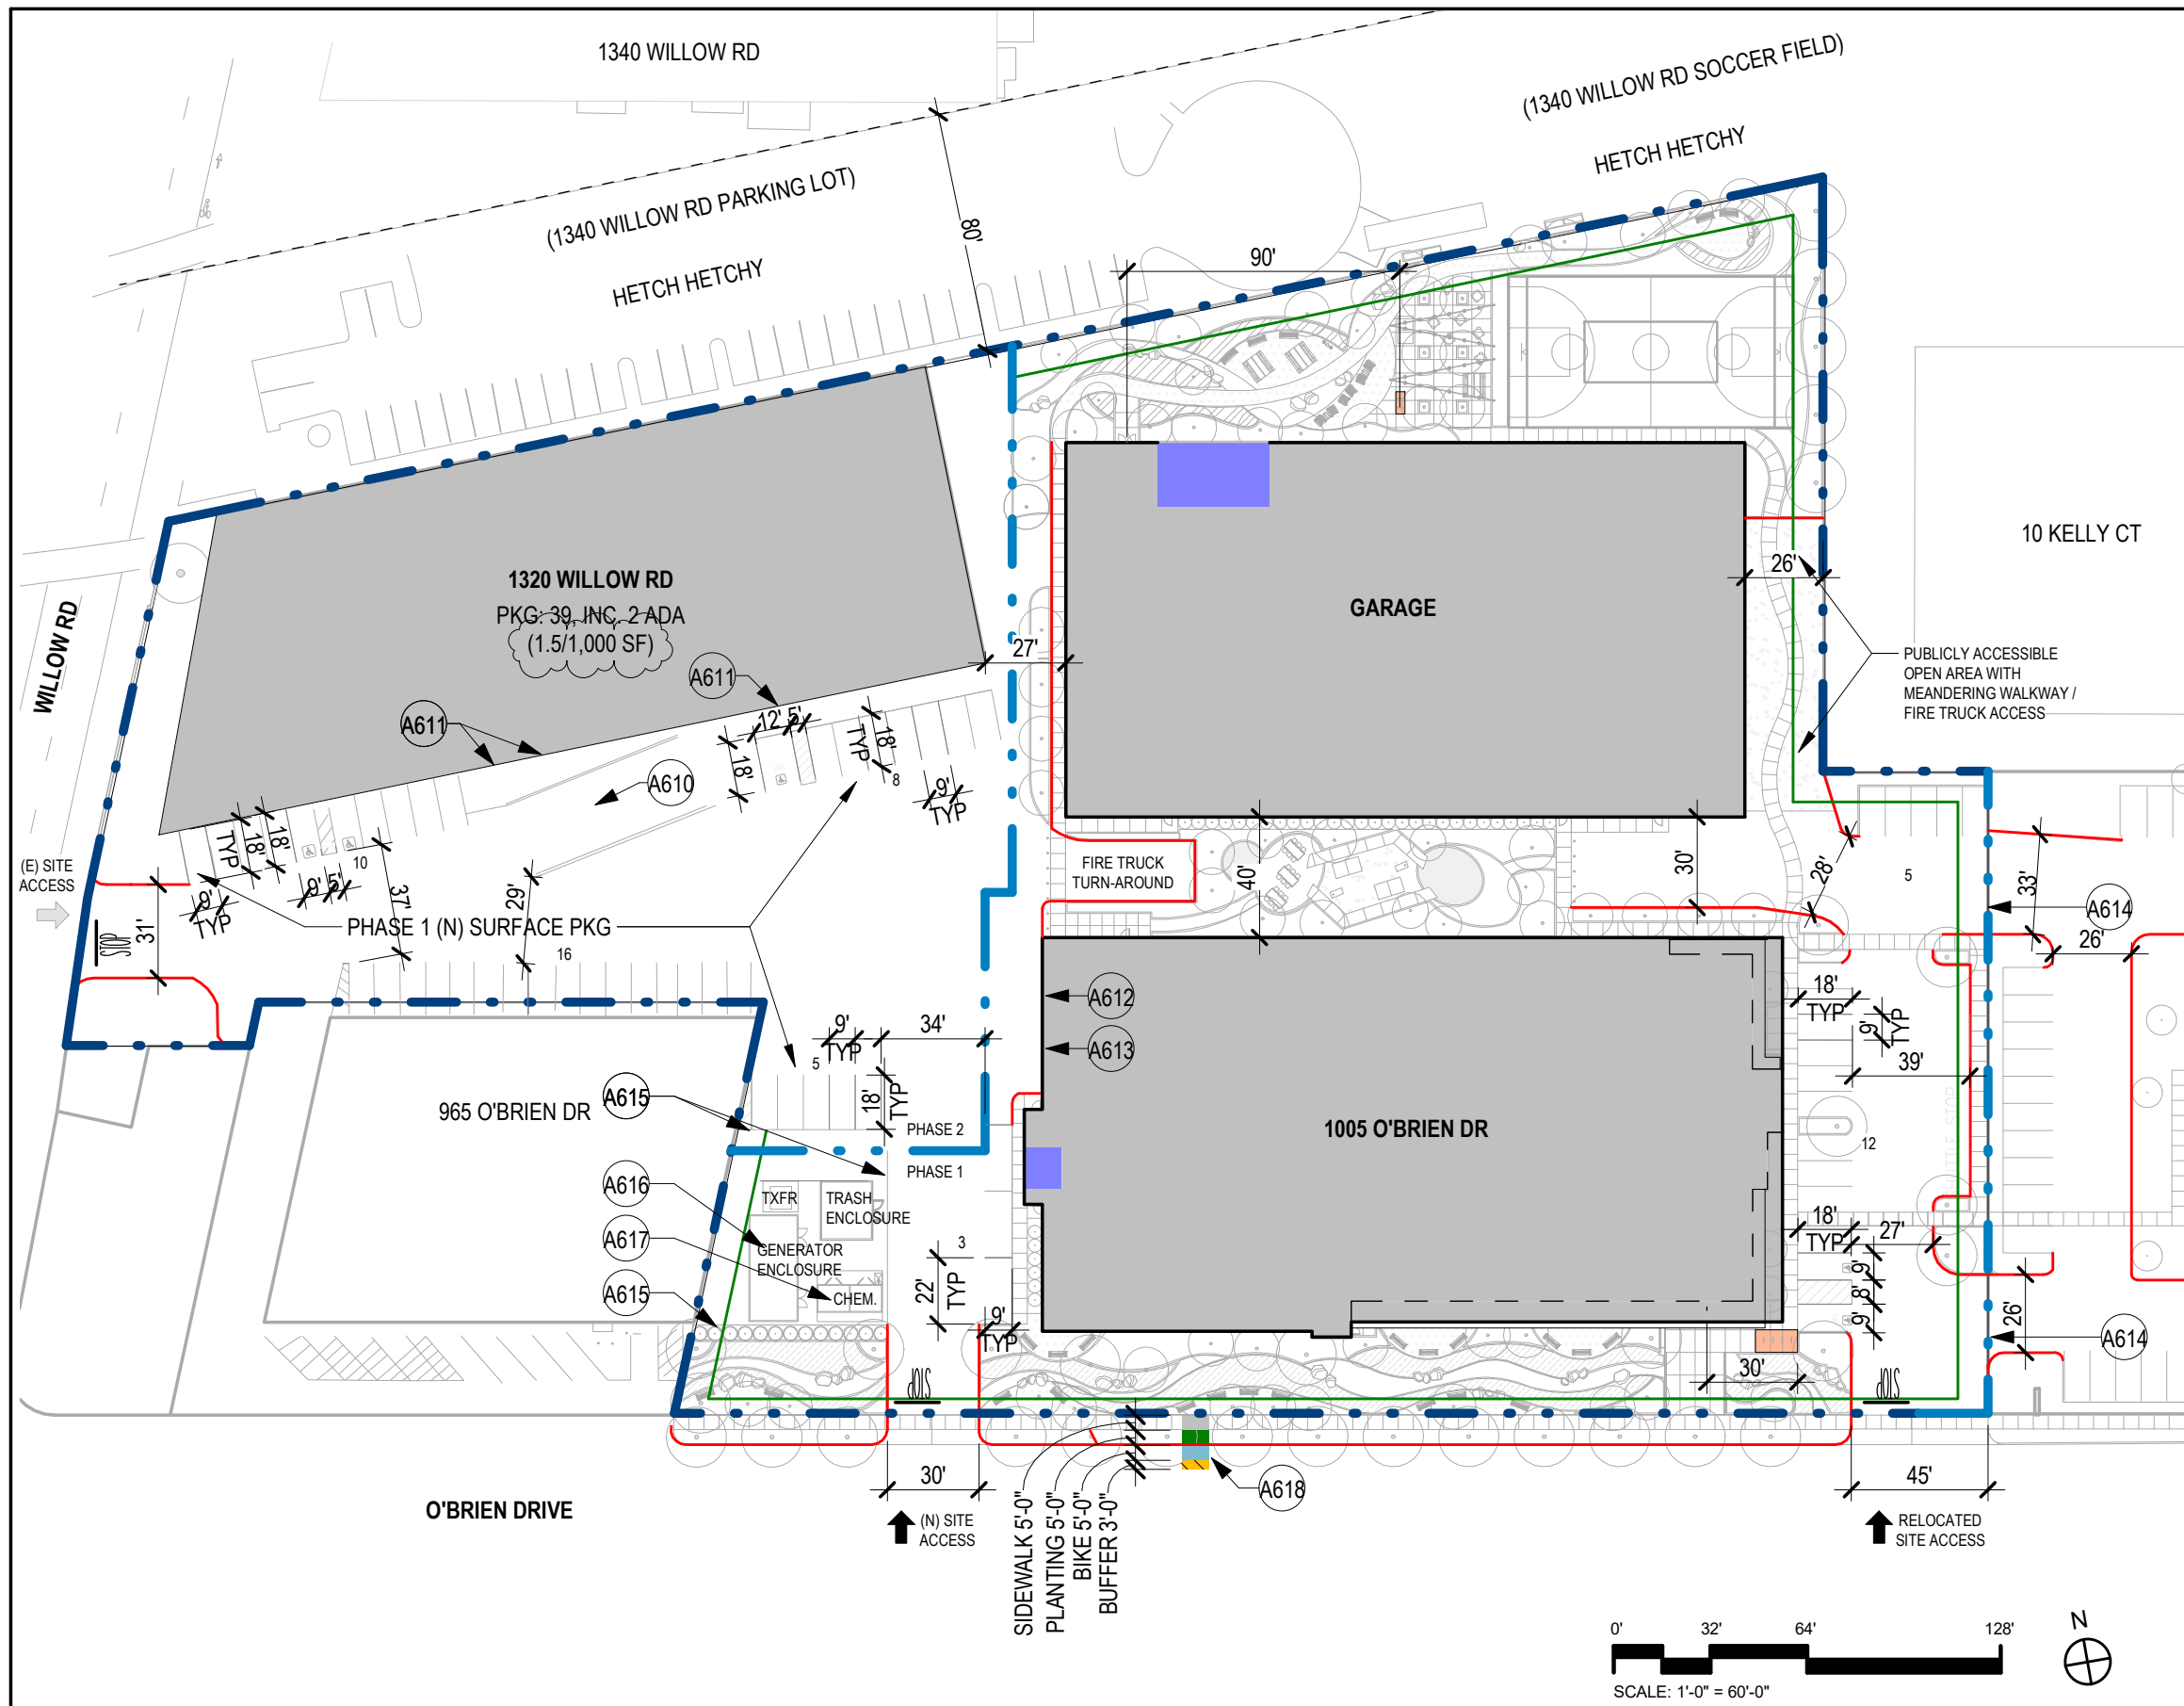 1340 WILLOW RD
(1340 WILLOW RD SOCCER FIELD)
HETCH HETCHY
(1340 WILLOW RD PARKING LOT)
HETCH HETCHY
80'
90'
1320 WILLOW RD
PKG: 39, INC. 2 ADA
(1.5/1,000 SF)
GARAGE
26'
10 KELLY CT
27'
WILLOW RD
A611
A611
PUBLICLY ACCESSIBLE
OPEN AREA WITH
MEANDERING WALKWAY /
FIRE TRUCK ACCESS
12'
5'
18'
18'
TYP
8
9'
TYP
A610
TYP
18'
18'
10
9'
5'
9'
TYP
37'
29'
(E) SITE
ACCESS
STOP
31'
PHASE 1 (N) SURFACE PKG
16
FIRE TRUCK
TURN-AROUND
40'
30'
28'
5
33'
A614
26'
A612
A613
18'
TYP
9'
TYP
39'
9'
TYP
34'
5
18'
TYP
965 O'BRIEN DR
A615
PHASE 2
PHASE 1
1005 O'BRIEN DR
12
A616
TXFR
TRASH
ENCLOSURE
A617
GENERATOR
ENCLOSURE
3
22'
TYP
CHEM.
A615
9'
TYP
18'
TYP
27'
9'
8'
9'
26'
A614
30'
STOP
STOP
30'
45'
A618
O'BRIEN DRIVE
(N) SITE
ACCESS
SIDEWALK 5'-0"
PLANTING 5'-0"
BIKE 5'-0"
BUFFER 3'-0"
RELOCATED
SITE ACCESS
0'
32'
64'
128'
SCALE: 1'-0" = 60'-0"
N